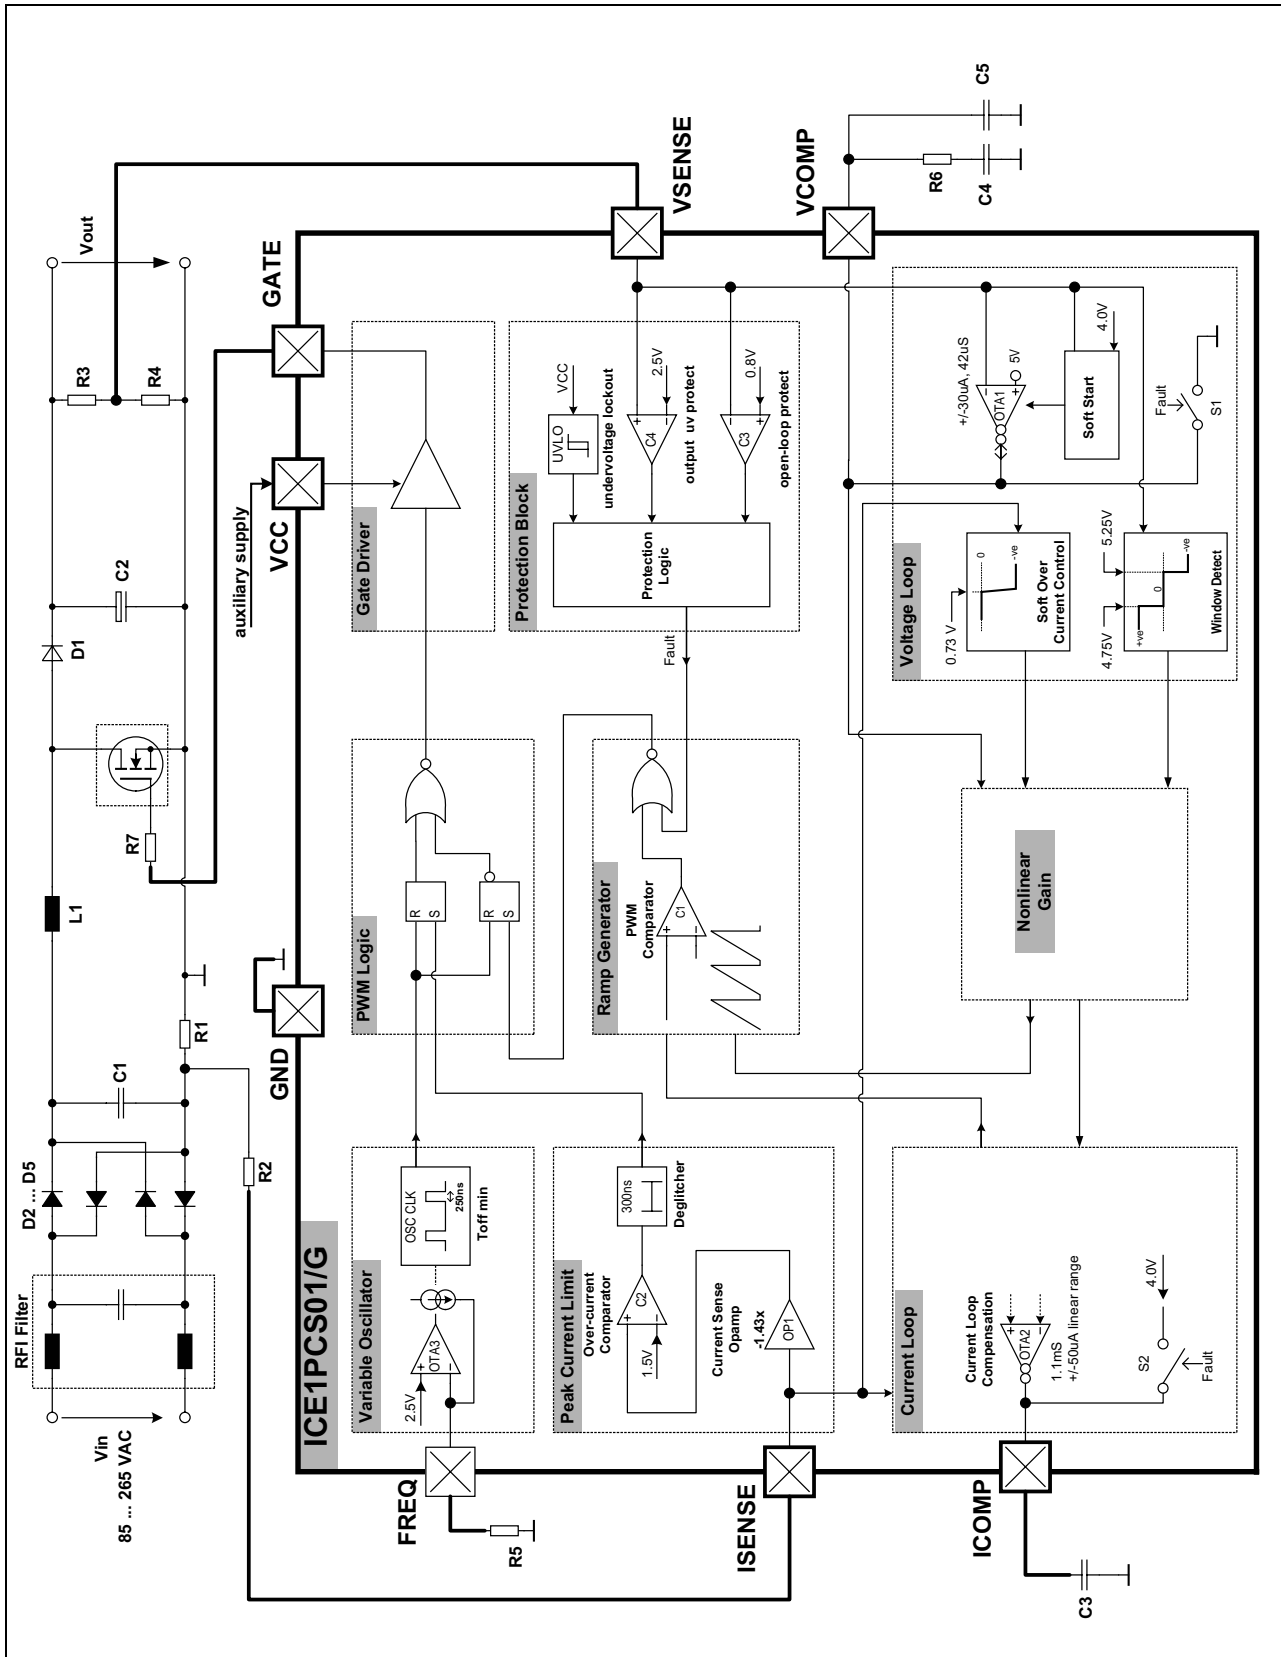 85 ... 265 VAC
Vin
RFI Filter
D2 ... D5
C1
R1
R2
L1
R7
D1
C2
R3
R4
Vout
auxiliary supply
GND
VCC
GATE
ICE1PCS01/G
FREQ
R5
Variable Oscillator
2.5V
+
−
OTA3
OSC CLK
250ns
Toff min
PWM Logic
R
S
R
S
Gate Driver
Protection Block
UVLO
VCC
undervoltage lockout
+
−
C4
2.5V
output uv protect
−
+
C3
0.8V
open-loop protect
Protection
Logic
Fault
VSENSE
Peak Current Limit
Over-current
Comparator
1.5V
+
−
C2
300ns
Deglitcher
Current Sense
Opamp
-1.43x
OP1
Ramp Generator
PWM
Comparator
+
−
C1
ISENSE
Current Loop
Current Loop
Compensation
+
−
OTA2
1.1mS
+/-50uA linear range
S2
Fault
4.0V
ICOMP
C3
Nonlinear
Gain
Voltage Loop
0.73 V
0
-ve
Soft Over
Current Control
4.75V
5.25V
+ve
0
-ve
Window Detect
+/-30uA, 42uS
−
+
OTA1
5V
Soft Start
4.0V
Fault
S1
VCOMP
R6
C4
C5